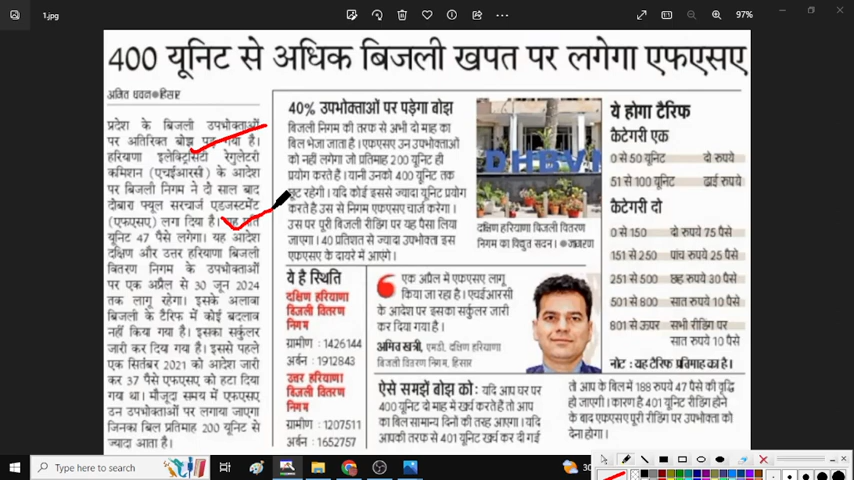 1.jpg
97%
400 यूनिट से अधिक बिजली खपत पर लगेगा एफएसए
अजित धवन●हिसार
प्रदेश के बिजली उपभोक्ताओं
पर अतिरिक्त बोझ पड़ गया है।
हरियाणा इलेक्ट्रिसिटी रेगुलेटरी
कमिशन (एचईआरसी) के आदेश
पर बिजली निगम ने दो साल बाद
दोबारा फ्यूल सरचार्ज एडजस्टमेंट
(एफएसए) लगा दिया है। यह प्रति
यूनिट 47 पैसे लगेगा। यह आदेश
दक्षिण और उत्तर हरियाणा बिजली
वितरण निगम के उपभोक्ताओं
पर एक अप्रैल से 30 जून 2024
तक लागू रहेगा। इसके अलावा
बिजली के टैरिफ में कोई बदलाव
नहीं किया गया है। इसका सर्कुलर
जारी कर दिया गया है। इससे पहले
एक सितंबर 2021 को आदेश जारी
कर 37 पैसे एफएसए को हटा दिया
गया था। मौजूदा समय में एफएसए
उन उपभोक्ताओं पर लगाया जाएगा
जिनका बिल प्रतिमाह 200 यूनिट से
ज्यादा आता है।
40% उपभोक्ताओं पर पड़ेगा बोझ
बिजली निगम की तरफ से अभी दो माह का
बिल भेजा जाता है। एफएसए उन उपभोक्ताओं
को नहीं लगेगा जो प्रतिमाह 200 यूनिट ही
प्रयोग करते है। यानी उनको 400 यूनिट तक
छूट रहेगी। यदि कोई इससे ज्यादा यूनिट प्रयोग
करते है उस से निगम एफएसए चार्ज करेगा।
उस पर पूरी बिजली रीडिंग पर यह पैसा लिया
जाएगा। 40 प्रतिशत से ज्यादा उपभोक्ता इस
एफएसए के दायरे में आएंगे।
DHBVN
दक्षिण हरियाणा बिजली वितरण
निगम का विद्युत सदन। ● जागरण
ये है स्थिति
दक्षिण हरियाणा
बिजली वितरण
निगम
ग्रामीण : 1426144
अर्बन : 1912843
उत्तर हरियाणा
बिजली वितरण
निगम
ग्रामीण : 1207511
अर्बन : 1652757
एक अप्रैल में एफएसए लागू
किया जा रहा है। एचईआरसी
के आदेश पर इसका सर्कुलर जारी
कर दिया गया है।
अमित खत्री, एमडी, दक्षिण हरियाणा
बिजली वितरण निगम, हिसार
ऐसे समझें बोझ को: यदि आप घर पर
400 यूनिट दो माह में खर्च करते है तो आप
का बिल सामान्य दिनों की तरह आएगा। यदि
आपकी तरफ से 401 यूनिट खर्च कर दी गई
तो आप के बिल में 188 रुपये 47 पैसे की वृद्धि
हो जाएगी। कारण है 401 यूनिट रीडिंग होने
के बाद एफएसए पूरी रीडिंग पर उपभोक्ता को
देना होगा।
ये होगा टैरिफ
कैटेगरी एक
0 से 50 यूनिट दो रुपये
51 से 100 यूनिट ढाई रुपये
कैटेगरी दो
0 से 150 दो रुपये 75 पैसे
151 से 250 पांच रुपये 25 पैसे
251 से 500 छह रुपये 30 पैसे
501 से 800 सात रुपये 10 पैसे
801 से ऊपर सभी रीडिंग पर
सात रुपये 10 पैसे
नोट : यह टैरिफ प्रतिमाह का है।
Type here to search